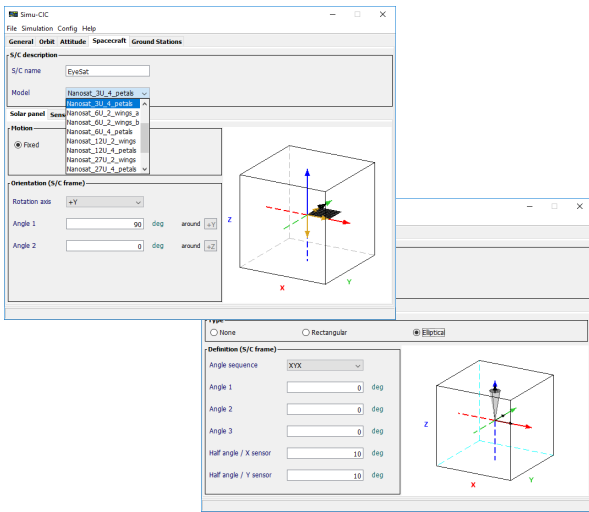 Simu-CIC
File Simulation Config Help
General Orbit Attitude Spacecraft Ground Stations
S/C description
S/C name EyeSat
Model Nanosat_3U_4_petals
Nanosat_3U_4_petals
Nanosat_6U_2_wings_a
Nanosat_6U_2_wings_b
Nanosat_6U_4_petals
Nanosat_12U_2_wings
Nanosat_12U_4_petals
Nanosat_27U_2_wings
Nanosat_27U_4_petals
Solar panel
Motion
Fixed
Orientation (S/C frame)
Rotation axis +Y
Angle 1 90 deg around +Y
Angle 2 0 deg around +Z
Z
X
Y
Type
None Rectangular Elliptical
Definition (S/C frame)
Angle sequence XYX
Angle 1 0 deg
Angle 2 0 deg
Angle 3 0 deg
Half angle / X sensor 10 deg
Half angle / Y sensor 10 deg
Z
X
Y